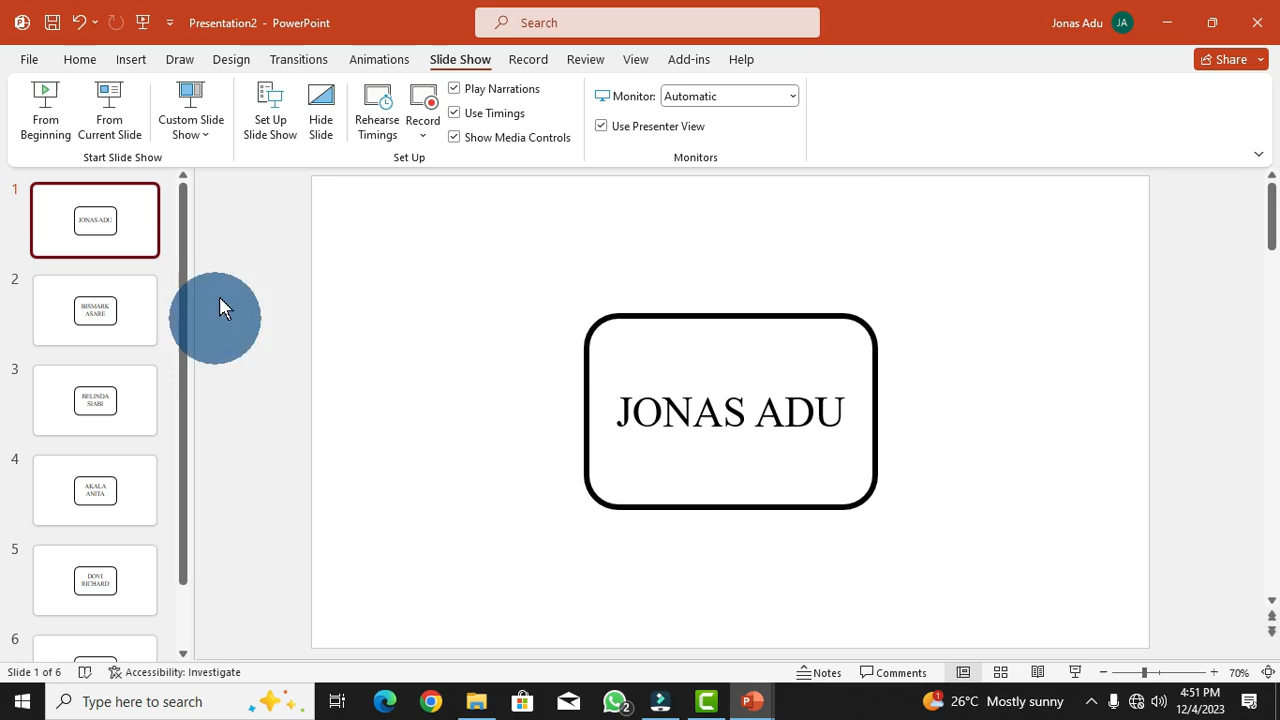 Presentation2 - PowerPoint
Search
Jonas Adu
JA
File Home Insert Draw Design Transitions Animations Slide Show Record Review View Add-ins Help
Share
From Beginning
From Current Slide
Custom Slide Show
Start Slide Show
Set Up Slide Show
Hide Slide
Rehearse Timings
Record
Play Narrations
Use Timings
Show Media Controls
Set Up
Monitor: Automatic
Use Presenter View
Monitors
1
JONAS ADU
2
BISMARK
ASARE
3
BELINDA
SIABI
4
AKALA
ANITA
5
DOVI
RICHARD
6
JONAS ADU
Slide 1 of 6
Accessibility: Investigate
Notes
Comments
70%
Type here to search
2
1
26°C Mostly sunny
4:51 PM
12/4/2023